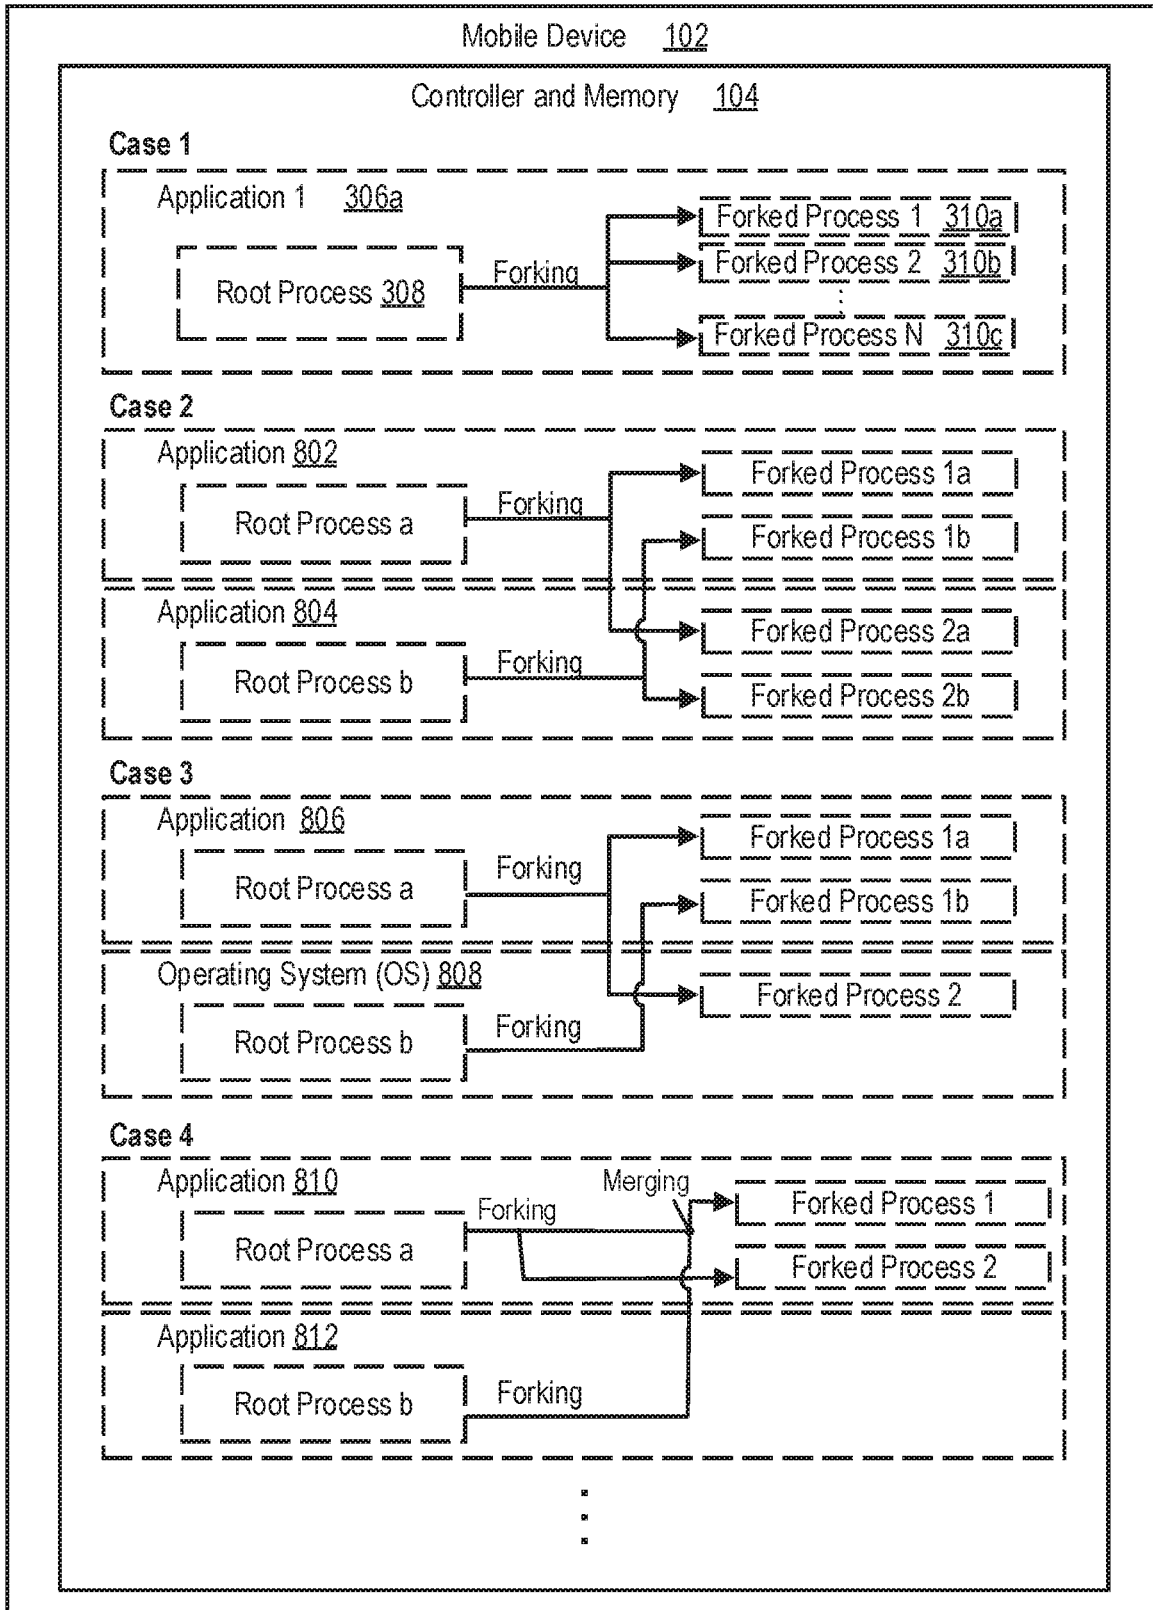 Mobile Device 102
Controller and Memory 104
Case 1
Application 1 306a
Forked Process 1 310a
Forking
Forked Process 2 310b
Root Process 308
Forked Process N 310c
Case 2
Application 802
Forked Process 1a
Forking
Root Process a
Forked Process 1b
Application 804
Forked Process 2a
Forking
Root Process b
Forked Process 2b
Case 3
Application 806
Forked Process 1a
Forking
Root Process a
Forked Process 1b
Operating System (OS) 808
Forked Process 2
Forking
Root Process b
Case 4
Application 810
Merging
Forked Process 1
Forking
Root Process a
Forked Process 2
Application 812
Forking
Root Process b